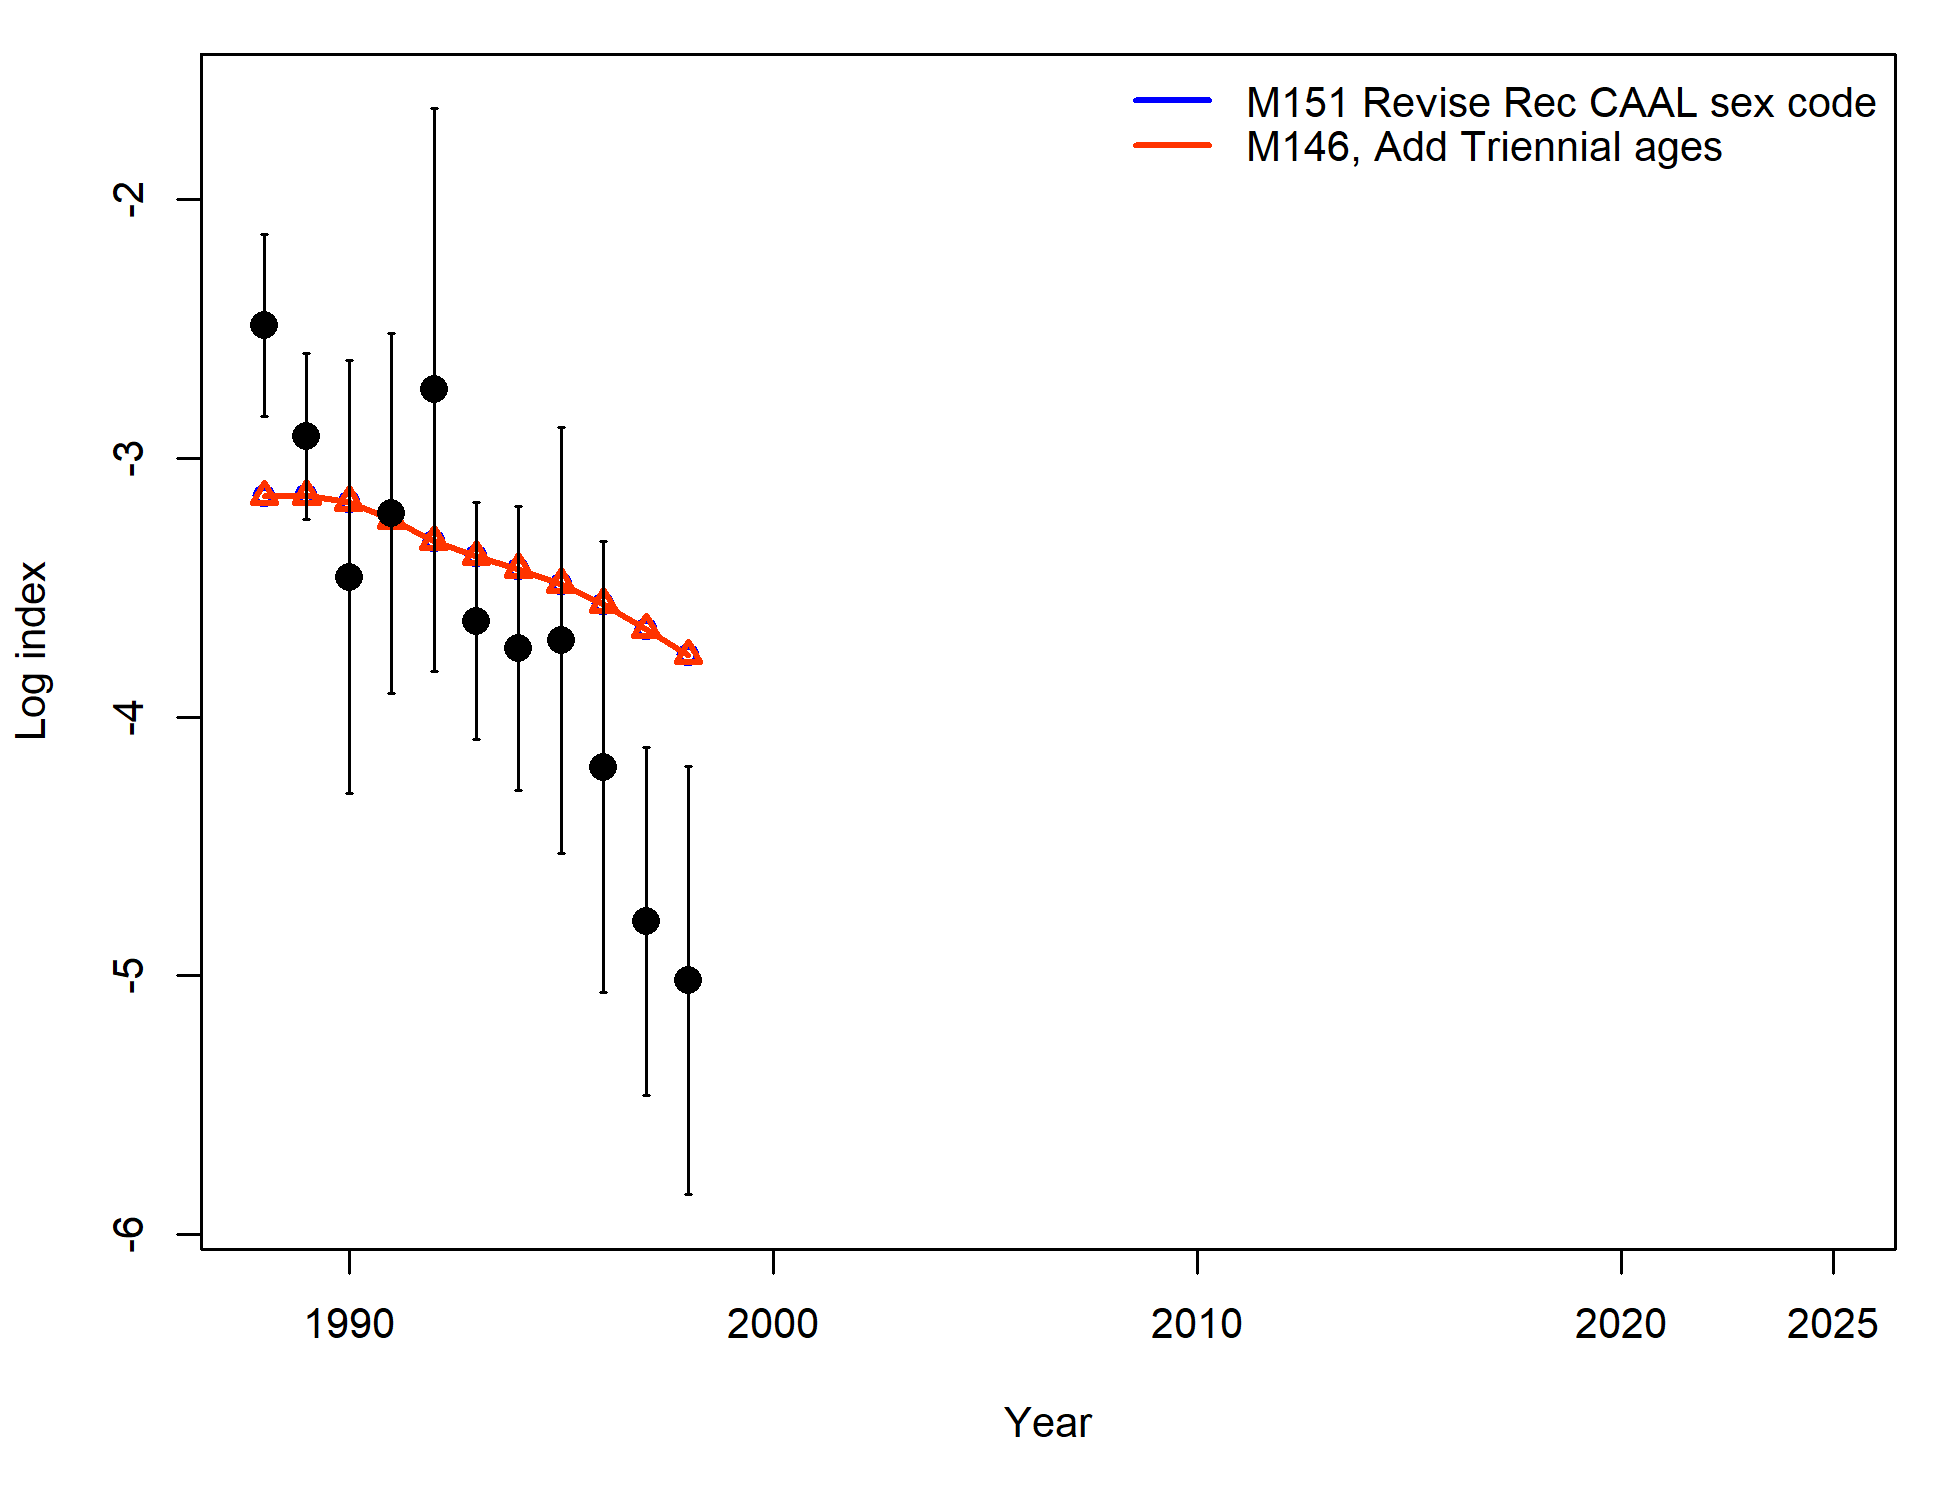 M151 Revise Rec CAAL sex code
M146, Add Triennial ages
-2
-3
-4
-5
-6
Log index
1990 2000 2010 2020 2025
Year